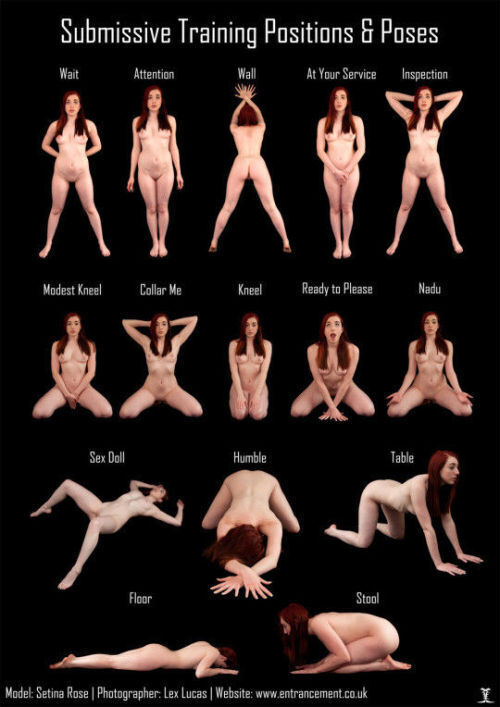 Submissive Training Positions & Poses
Wait Attention Wall At Your Service Inspection
Modest Kneel Collar Me Kneel Ready to Please Nadu
Sex Doll Humble Table
Floor Stool
Model: Setina Rose | Photographer: Lex Lucas | Website: www.entrancement.co.uk